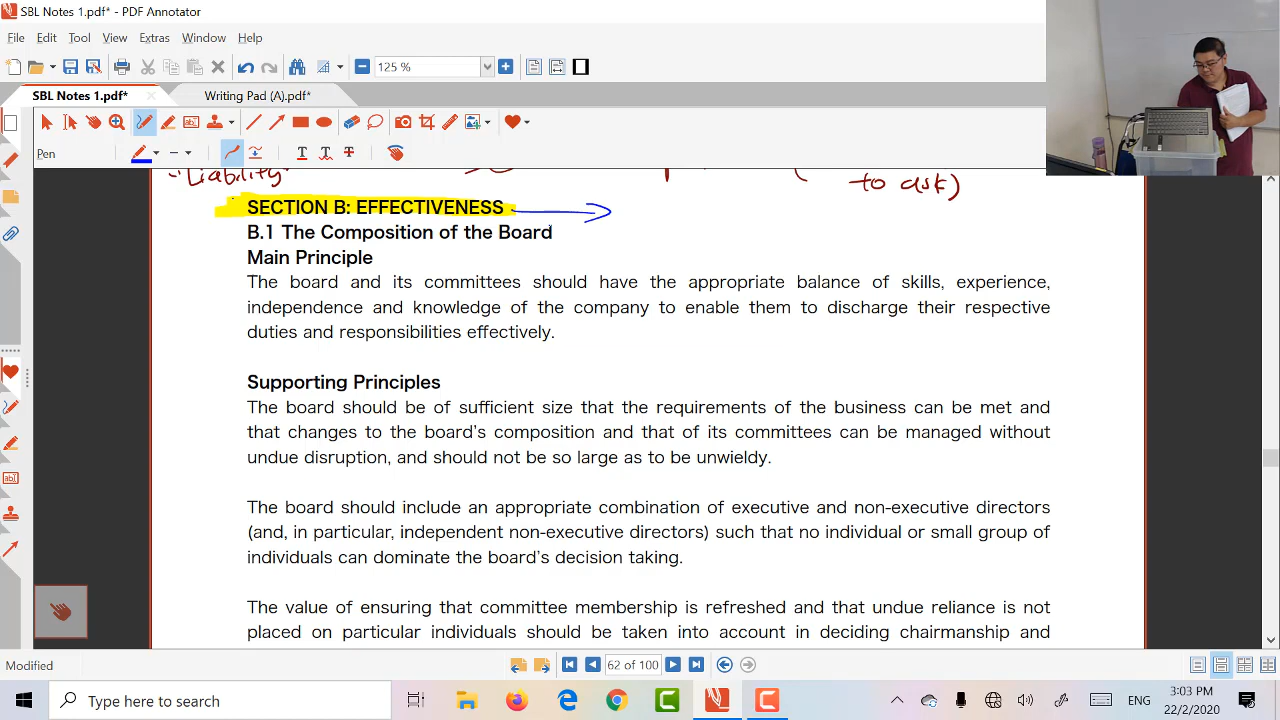 SBL Notes 1.pdf* - PDF Annotator
File Edit Tool View Extras Window Help
125 %
SBL Notes 1.pdf* Writing Pad (A).pdf*
Pen
Liability
to ask)
SECTION B: EFFECTIVENESS
B.1 The Composition of the Board
Main Principle
The board and its committees should have the appropriate balance of skills, experience,
independence and knowledge of the company to enable them to discharge their respective
duties and responsibilities effectively.
Supporting Principles
The board should be of sufficient size that the requirements of the business can be met and
that changes to the board's composition and that of its committees can be managed without
undue disruption, and should not be so large as to be unwieldy.
The board should include an appropriate combination of executive and non-executive directors
(and, in particular, independent non-executive directors) such that no individual or small group of
individuals can dominate the board's decision taking.
The value of ensuring that committee membership is refreshed and that undue reliance is not
placed on particular individuals should be taken into account in deciding chairmanship and
Modified
62 of 100
Type here to search
ENG
3:03 PM
22/2/2020